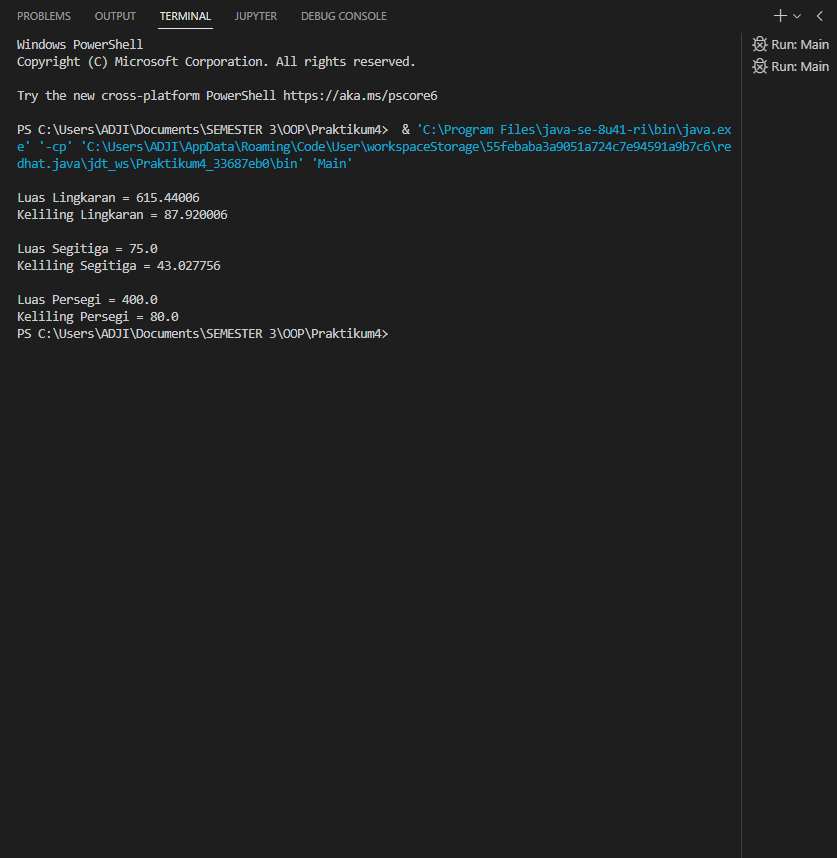 PROBLEMS OUTPUT TERMINAL JUPYTER DEBUG CONSOLE
Run: Main
Run: Main
Windows PowerShell
Copyright (C) Microsoft Corporation. All rights reserved.
Try the new cross-platform PowerShell https://aka.ms/pscore6
PS C:\Users\ADJI\Documents\SEMESTER 3\OOP\Praktikum4>  & 'C:\Program Files\java-se-8u41-ri\bin\java.ex
e' '-cp' 'C:\Users\ADJI\AppData\Roaming\Code\User\workspaceStorage\55febaba3a9051a724c7e94591a9b7c6\re
dhat.java\jdt_ws\Praktikum4_33687eb0\bin' 'Main'
Luas Lingkaran = 615.44006
Keliling Lingkaran = 87.920006
Luas Segitiga = 75.0
Keliling Segitiga = 43.027756
Luas Persegi = 400.0
Keliling Persegi = 80.0
PS C:\Users\ADJI\Documents\SEMESTER 3\OOP\Praktikum4>